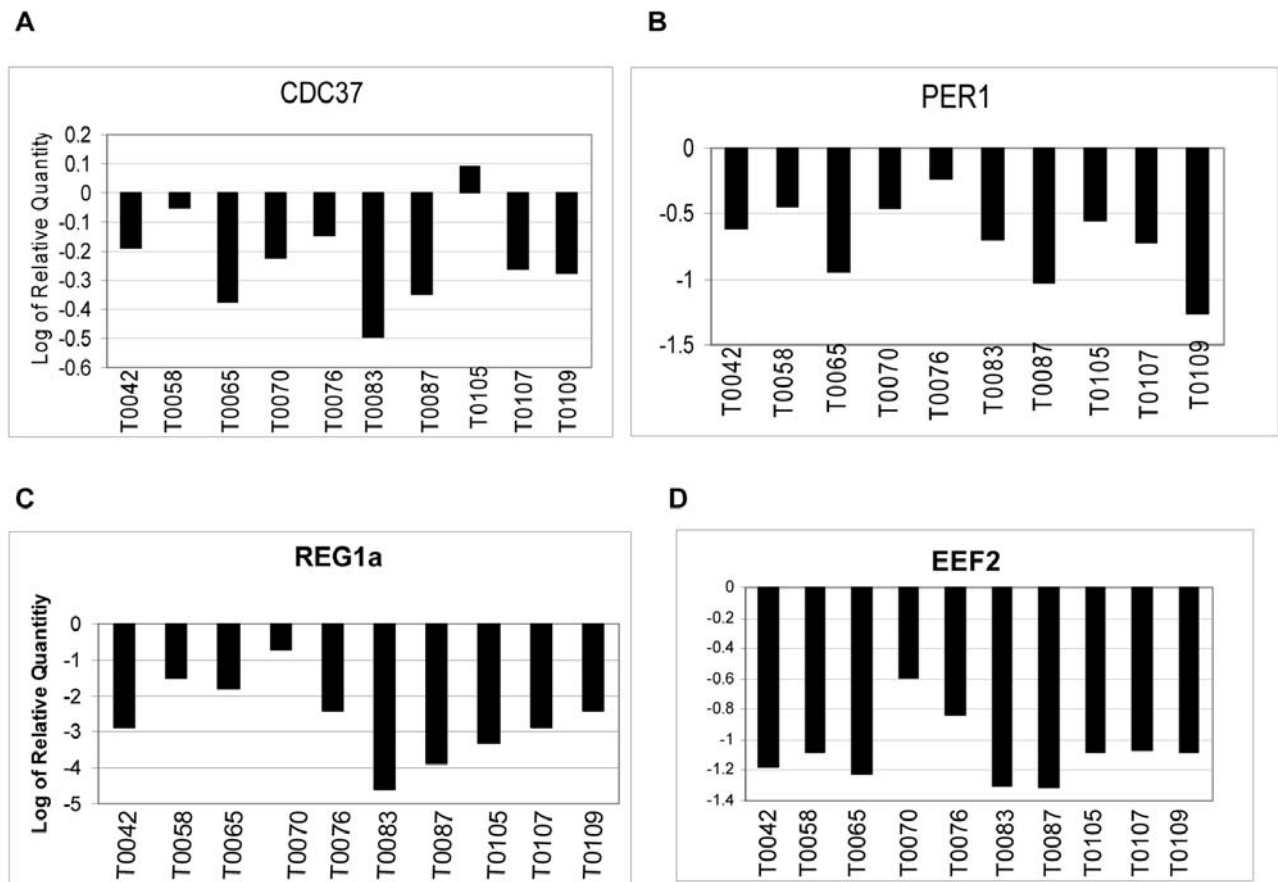 A
B
CDC37
PER1
Log of Relative Quantity
0.2
0.1
0
-0.1
-0.2
-0.3
-0.4
-0.5
-0.6
T0042 T0058 T0065 T0070 T0076 T0083 T0087 T0105 T0107 T0109
0
-0.5
-1
-1.5
T0042 T0058 T0065 T0070 T0076 T0083 T0087 T0105 T0107 T0109
C
D
REG1a
EEF2
Log of Relative Quantitiy
0
-1
-2
-3
-4
-5
T0042 T0058 T0065 T0070 T0076 T0083 T0087 T0105 T0107 T0109
0
-0.2
-0.4
-0.6
-0.8
-1
-1.2
-1.4
T0042 T0058 T0065 T0070 T0076 T0083 T0087 T0105 T0107 T0109